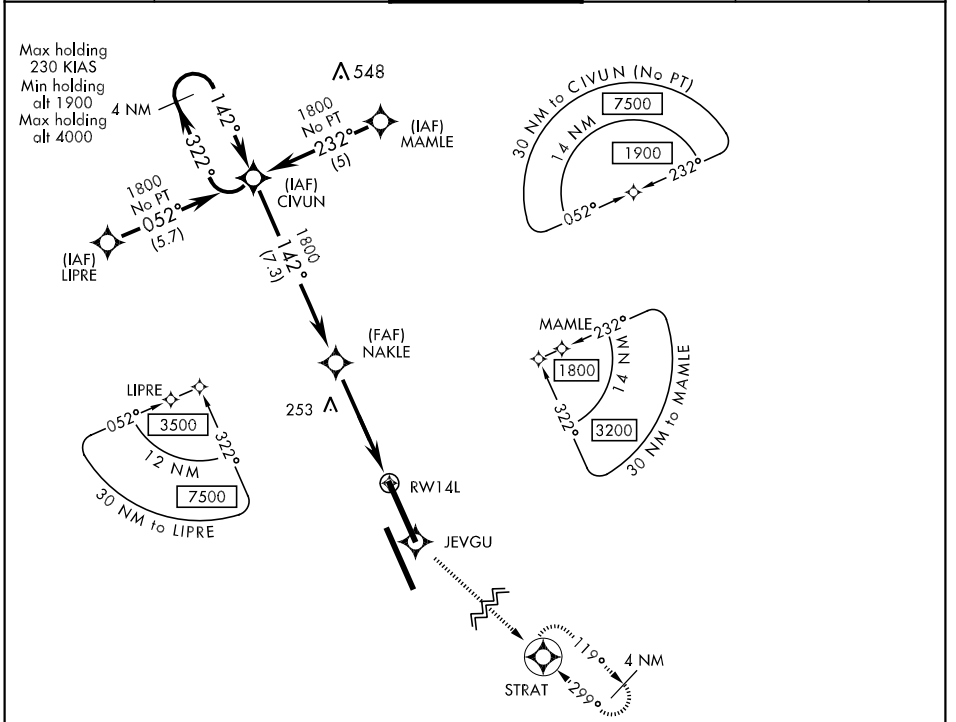 Max holding
230 KIAS
Min holding
alt 1900
Max holding
alt 4000
4 NM
142°
322°
548
1800
No PT
232°
(5)
(IAF)
MAMLE
(IAF)
CIVUN
1800
No PT
052°
(5.7)
(IAF)
LIPRE
1800
142°
(7.3)
(FAF)
NAKLE
253
RW14L
JEVGU
STRAT
119°
299°
4 NM
30 NM to CIVUN (No PT)
7500
14 NM
1900
052°
232°
MAMLE
232°
1800
14 NM
322°
3200
30 NM to MAMLE
LIPRE
052°
3500
322°
12 NM
7500
30 NM to LIPRE